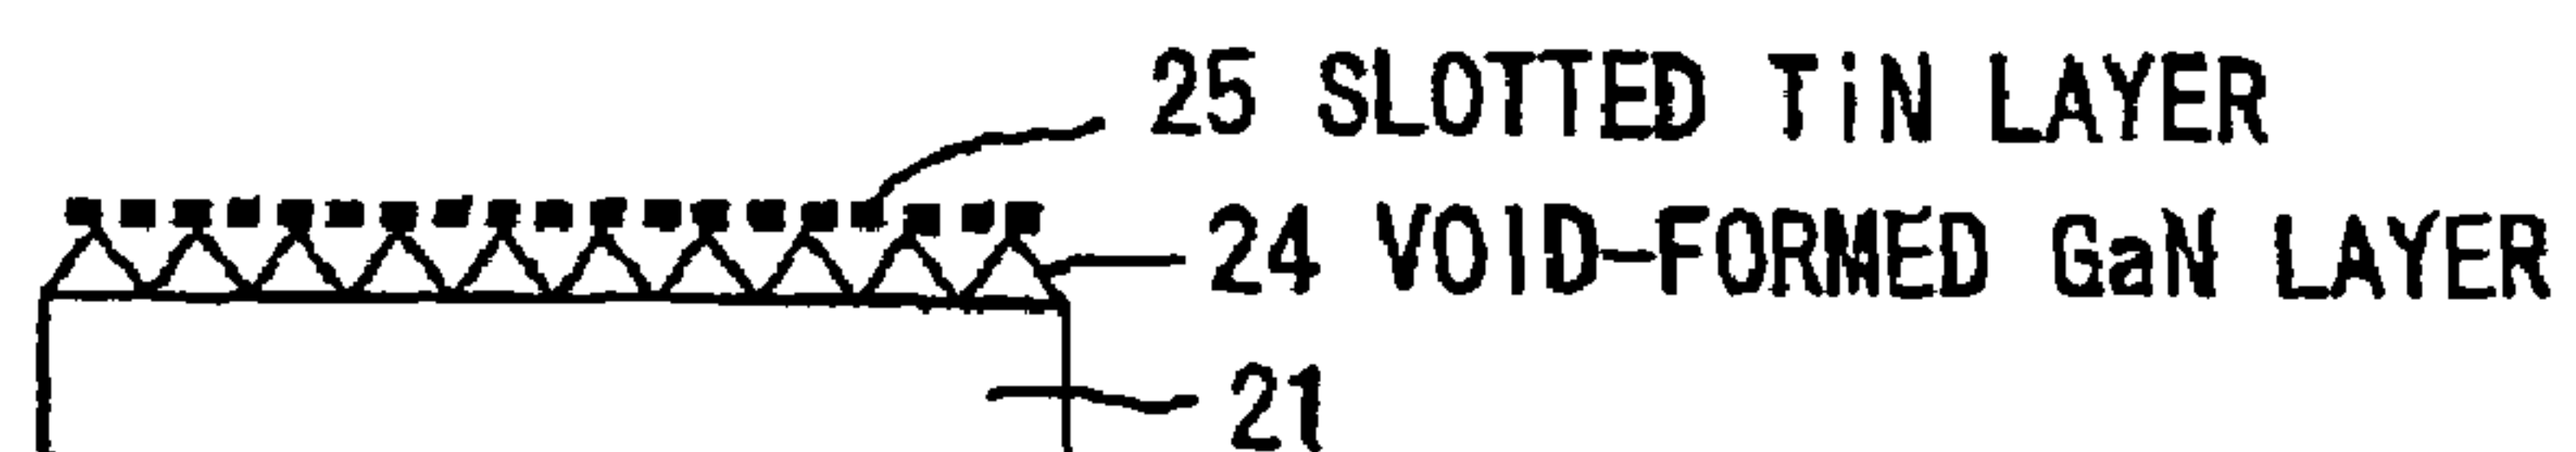 25 SLOTTED TiN LAYER
24 VOID-FORMED GaN LAYER
21